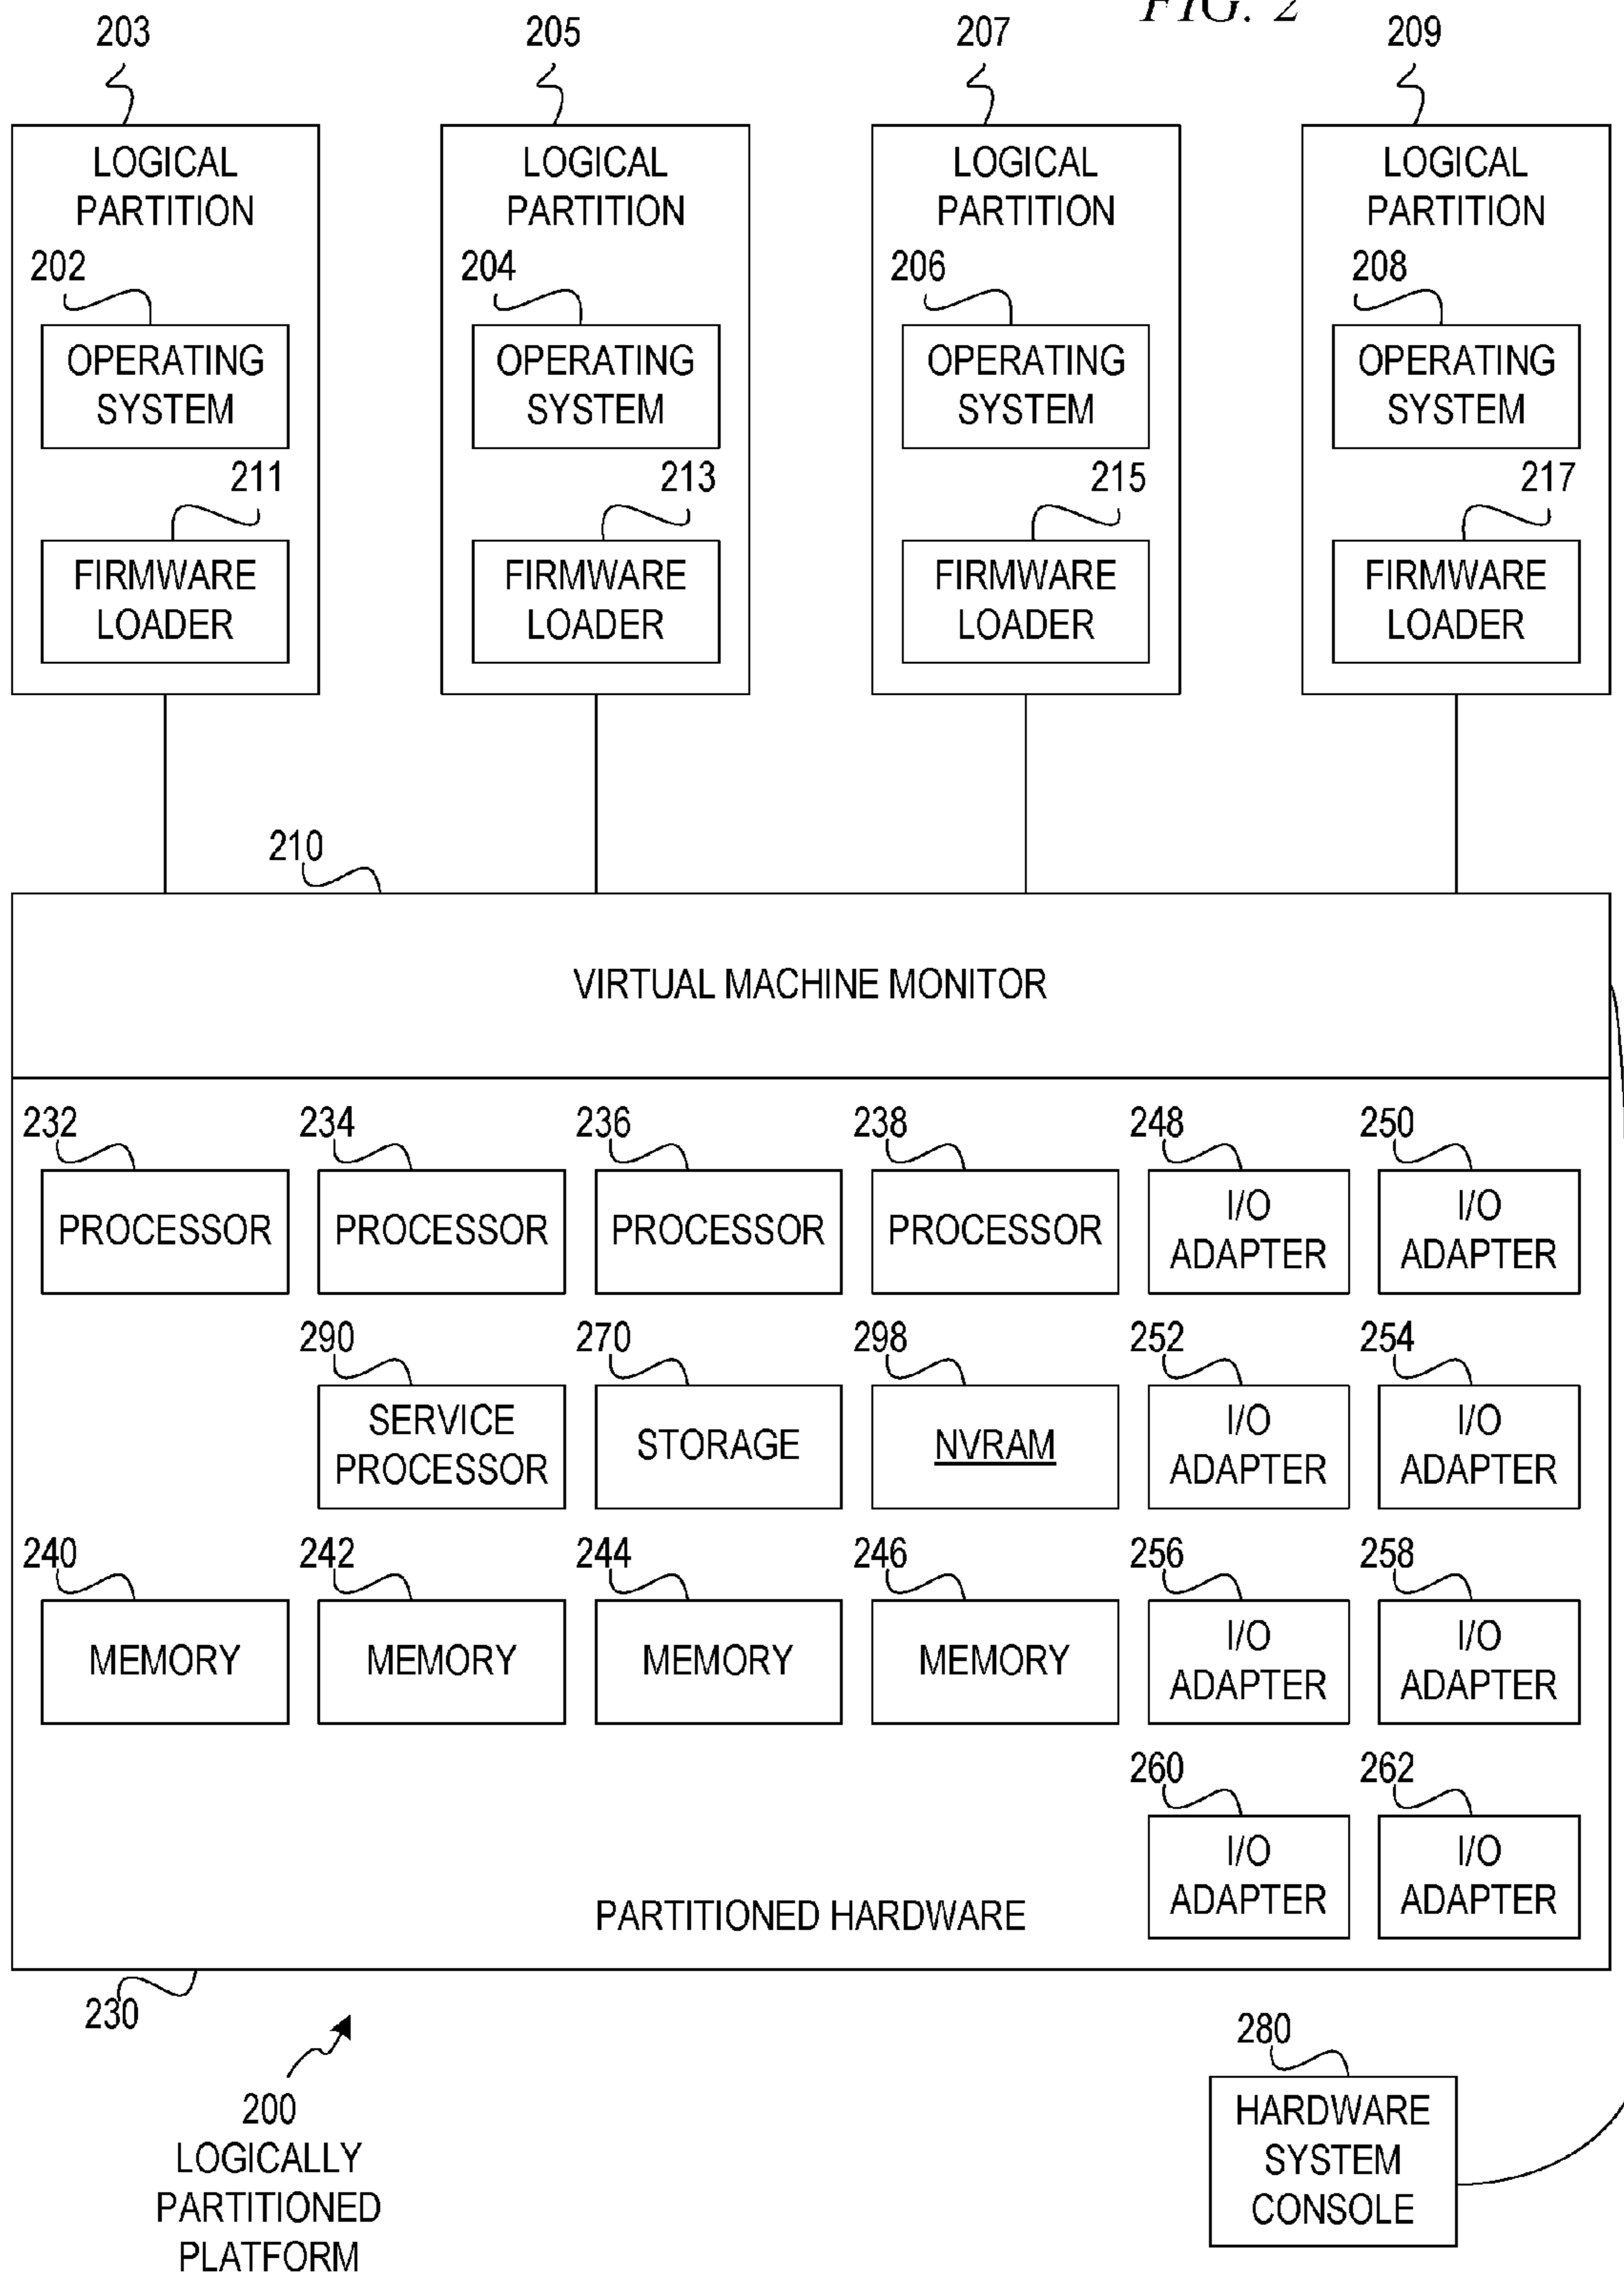 FIG. 2
203
205
207
209
LOGICAL
PARTITION
LOGICAL
PARTITION
LOGICAL
PARTITION
LOGICAL
PARTITION
202
204
206
208
OPERATING
SYSTEM
OPERATING
SYSTEM
OPERATING
SYSTEM
OPERATING
SYSTEM
211
213
215
217
FIRMWARE
LOADER
FIRMWARE
LOADER
FIRMWARE
LOADER
FIRMWARE
LOADER
210
VIRTUAL MACHINE MONITOR
232
234
236
238
248
250
PROCESSOR
PROCESSOR
PROCESSOR
PROCESSOR
I/O
ADAPTER
I/O
ADAPTER
290
270
298
252
254
SERVICE
PROCESSOR
STORAGE
NVRAM
I/O
ADAPTER
I/O
ADAPTER
240
242
244
246
256
258
MEMORY
MEMORY
MEMORY
MEMORY
I/O
ADAPTER
I/O
ADAPTER
260
262
I/O
ADAPTER
I/O
ADAPTER
PARTITIONED HARDWARE
230
200
LOGICALLY
PARTITIONED
PLATFORM
280
HARDWARE
SYSTEM
CONSOLE